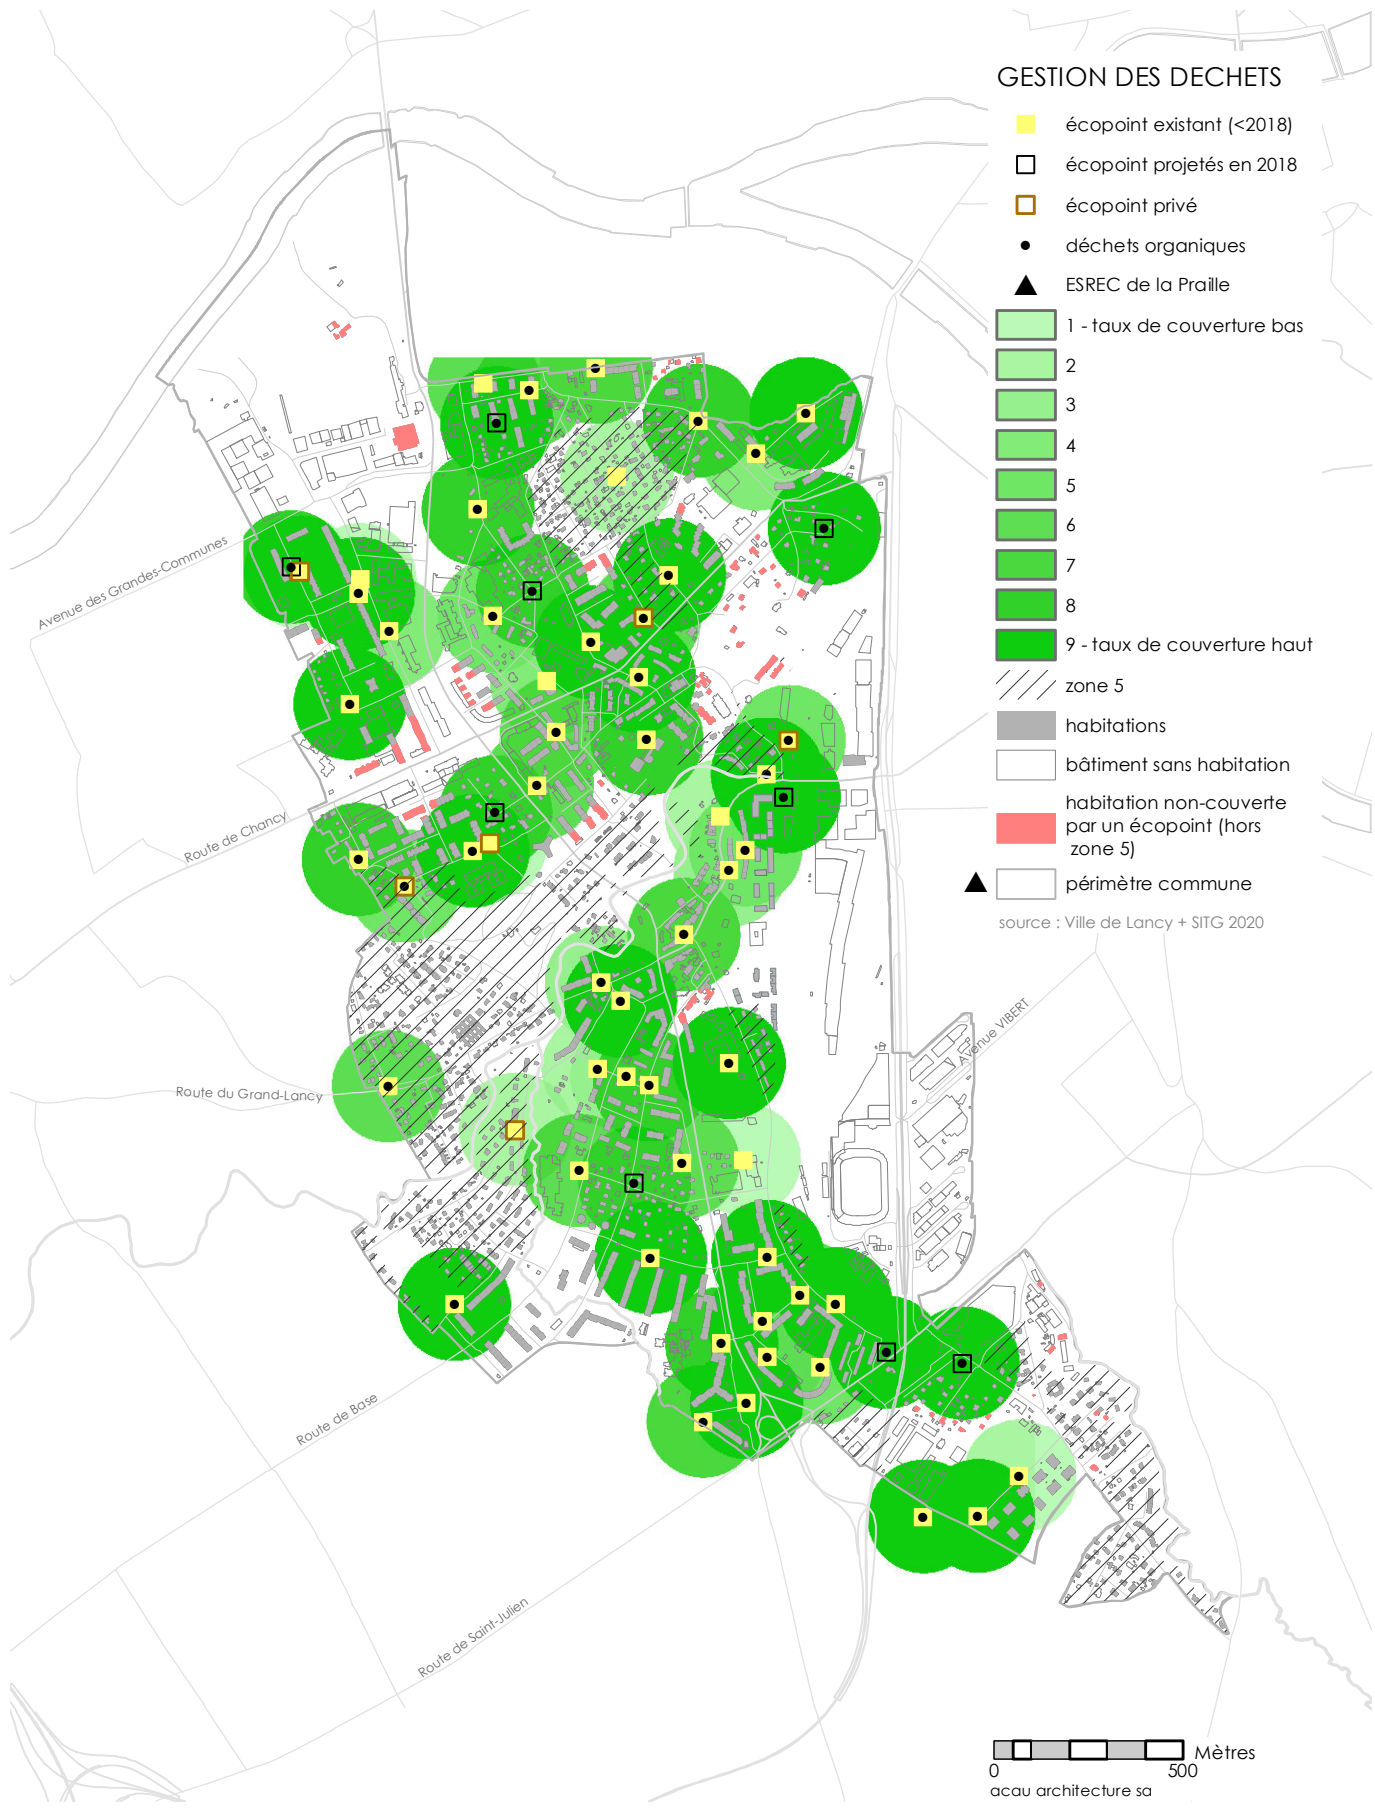 GESTION DES DECHETS
écopoint existant (<2018)
écopoint projetés en 2018
écopoint privé
déchets organiques
ESREC de la Praille
1 - taux de couverture bas
2
3
4
5
6
7
8
9 - taux de couverture haut
zone 5
habitations
bâtiment sans habitation
habitation non-couverte
par un écopoint (hors
zone 5)
périmètre commune
source : Ville de Lancy + SITG 2020
Avenue des Grandes-Communes
Route de Chancy
Avenue VIBERT
Route du Grand-Lancy
Route de Base
Route de Saint-Julien
Mètres
0 500
acau architecture sa